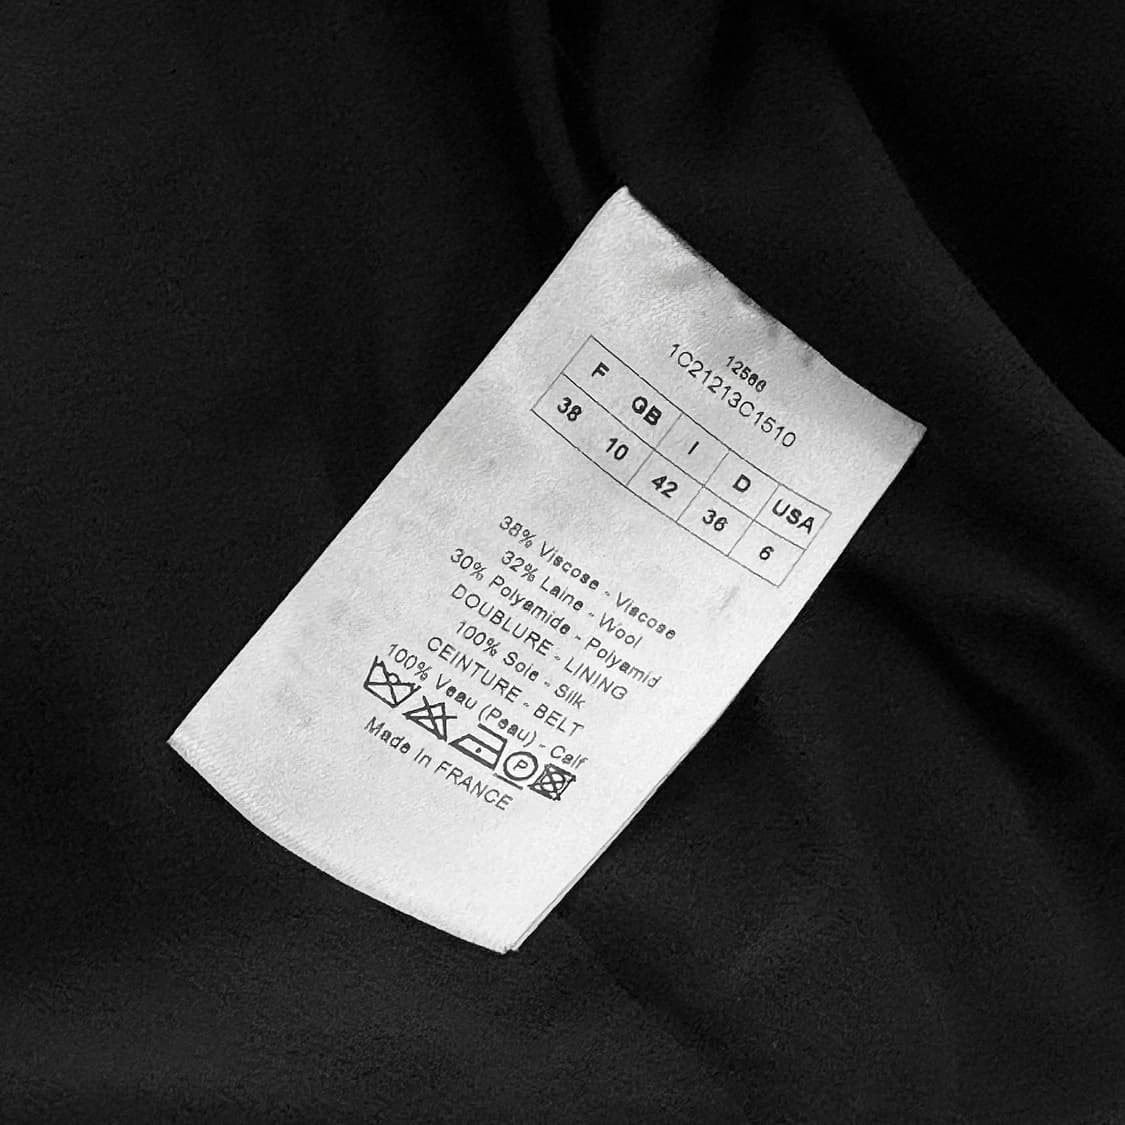 12566
1C21213C1510
F GB I D USA
38 10 42 36 6
38% Viscose - Viscose
32% Laine - Wool
30% Polyamide - Polyamid
DOUBLURE - LINING
100% Soie - Silk
CEINTURE - BELT
100% Veau (Peau) - Calf
P
Made in FRANCE